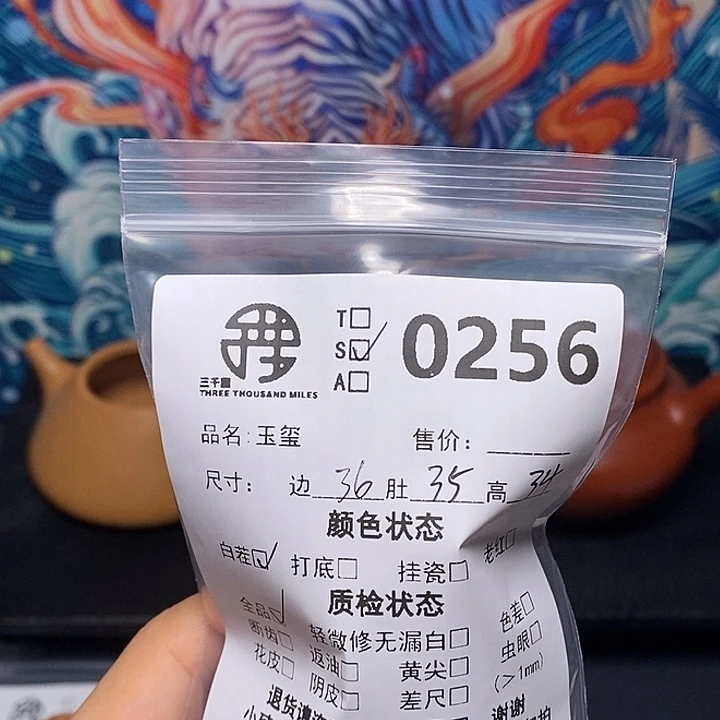 T□
S☑
A□
0256
三千里
THREE THOUSAND MILES
品名: 玉玺
售价:
尺寸: 边 36 肚 35 高 34
颜色状态
白茬☑ 打底□ 挂瓷□ 老红□
质检状态
全品☑ 色差□
断齿□ 轻微修无漏白□ 虫眼□
花皮□ 返油□ 黄尖□ (>1mm)
阴皮□ 差尺□
谢谢